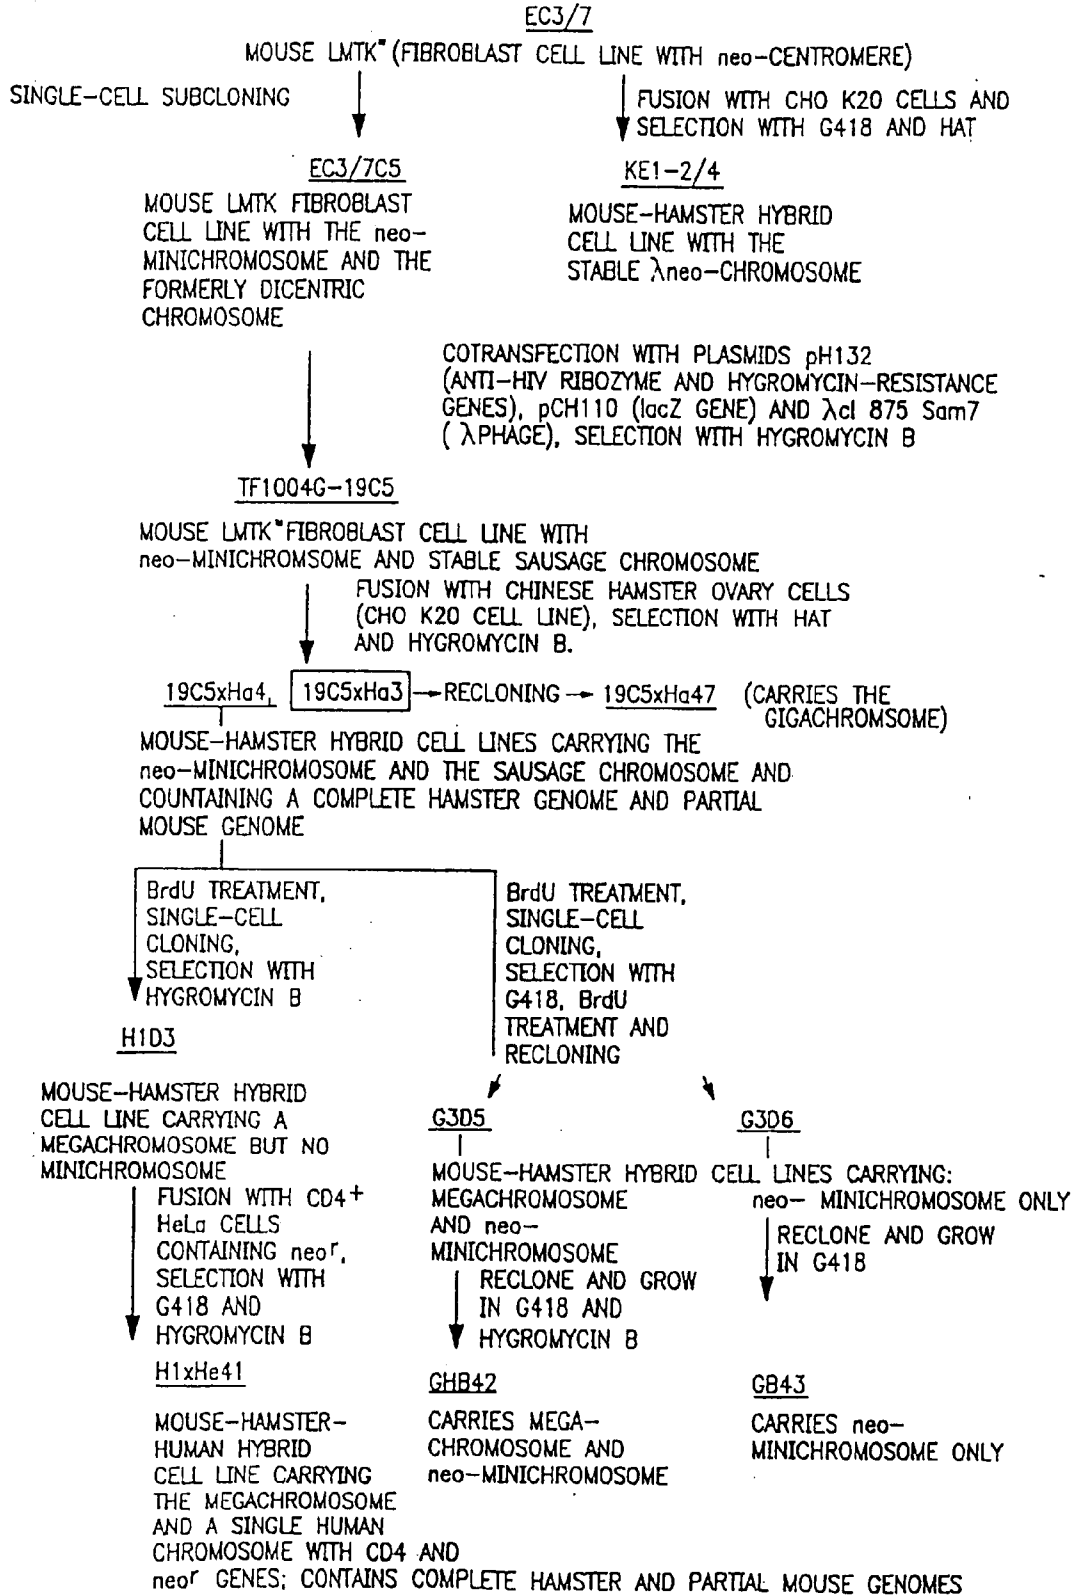 EC3/7
MOUSE LMTK⁻ (FIBROBLAST CELL LINE WITH neo-CENTROMERE)
SINGLE-CELL SUBCLONING
FUSION WITH CHO K20 CELLS AND
SELECTION WITH G418 AND HAT
EC3/7C5
MOUSE LMTK FIBROBLAST
CELL LINE WITH THE neo-
MINICHROMOSOME AND THE
FORMERLY DICENTRIC
CHROMOSOME
KE1-2/4
MOUSE-HAMSTER HYBRID
CELL LINE WITH THE
STABLE λneo-CHROMOSOME
COTRANSFECTION WITH PLASMIDS pH132
(ANTI-HIV RIBOZYME AND HYGROMYCIN-RESISTANCE
GENES), pCH110 (lacZ GENE) AND λcI 875 Sam7
( λPHAGE), SELECTION WITH HYGROMYCIN B
TF1004G-19C5
MOUSE LMTK⁻FIBROBLAST CELL LINE WITH
neo-MINICHROMSOME AND STABLE SAUSAGE CHROMOSOME
FUSION WITH CHINESE HAMSTER OVARY CELLS
(CHO K20 CELL LINE), SELECTION WITH HAT
AND HYGROMYCIN B.
19C5xHa4, 19C5xHa3 → RECLONING → 19C5xHa47 (CARRIES THE
GIGACHROMSOME)
MOUSE-HAMSTER HYBRID CELL LINES CARRYING THE
neo-MINICHROMOSOME AND THE SAUSAGE CHROMOSOME AND
COUNTAINING A COMPLETE HAMSTER GENOME AND PARTIAL
MOUSE GENOME
BrdU TREATMENT,
SINGLE-CELL
CLONING,
SELECTION WITH
HYGROMYCIN B
BrdU TREATMENT,
SINGLE-CELL
CLONING,
SELECTION WITH
G418, BrdU
TREATMENT AND
RECLONING
H1D3
MOUSE-HAMSTER HYBRID
CELL LINE CARRYING A
MEGACHROMOSOME BUT NO
MINICHROMOSOME
G3D5
G3D6
MOUSE-HAMSTER HYBRID CELL LINES CARRYING:
MEGACHROMOSOME
AND neo-
MINICHROMOSOME
neo- MINICHROMOSOME ONLY
FUSION WITH CD4+
HeLa CELLS
CONTAINING neoʳ,
SELECTION WITH
G418 AND
HYGROMYCIN B
RECLONE AND GROW
IN G418 AND
HYGROMYCIN B
RECLONE AND GROW
IN G418
H1xHe41
MOUSE-HAMSTER-
HUMAN HYBRID
CELL LINE CARRYING
THE MEGACHROMOSOME
AND A SINGLE HUMAN
CHROMOSOME WITH CD4 AND
neoʳ GENES; CONTAINS COMPLETE HAMSTER AND PARTIAL MOUSE GENOMES
GHB42
CARRIES MEGA-
CHROMOSOME AND
neo-MINICHROMOSOME
GB43
CARRIES neo-
MINICHROMOSOME ONLY